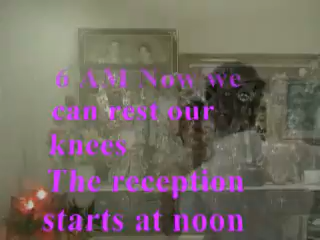 6 AM Now we
can rest our
knees
The reception
starts at noon